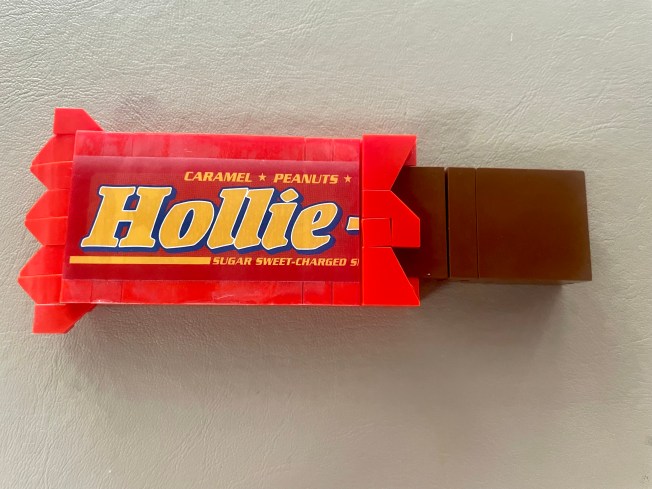 CARAMEL ★ PEANUTS ★
Hollie-
SUGAR SWEET-CHARGED